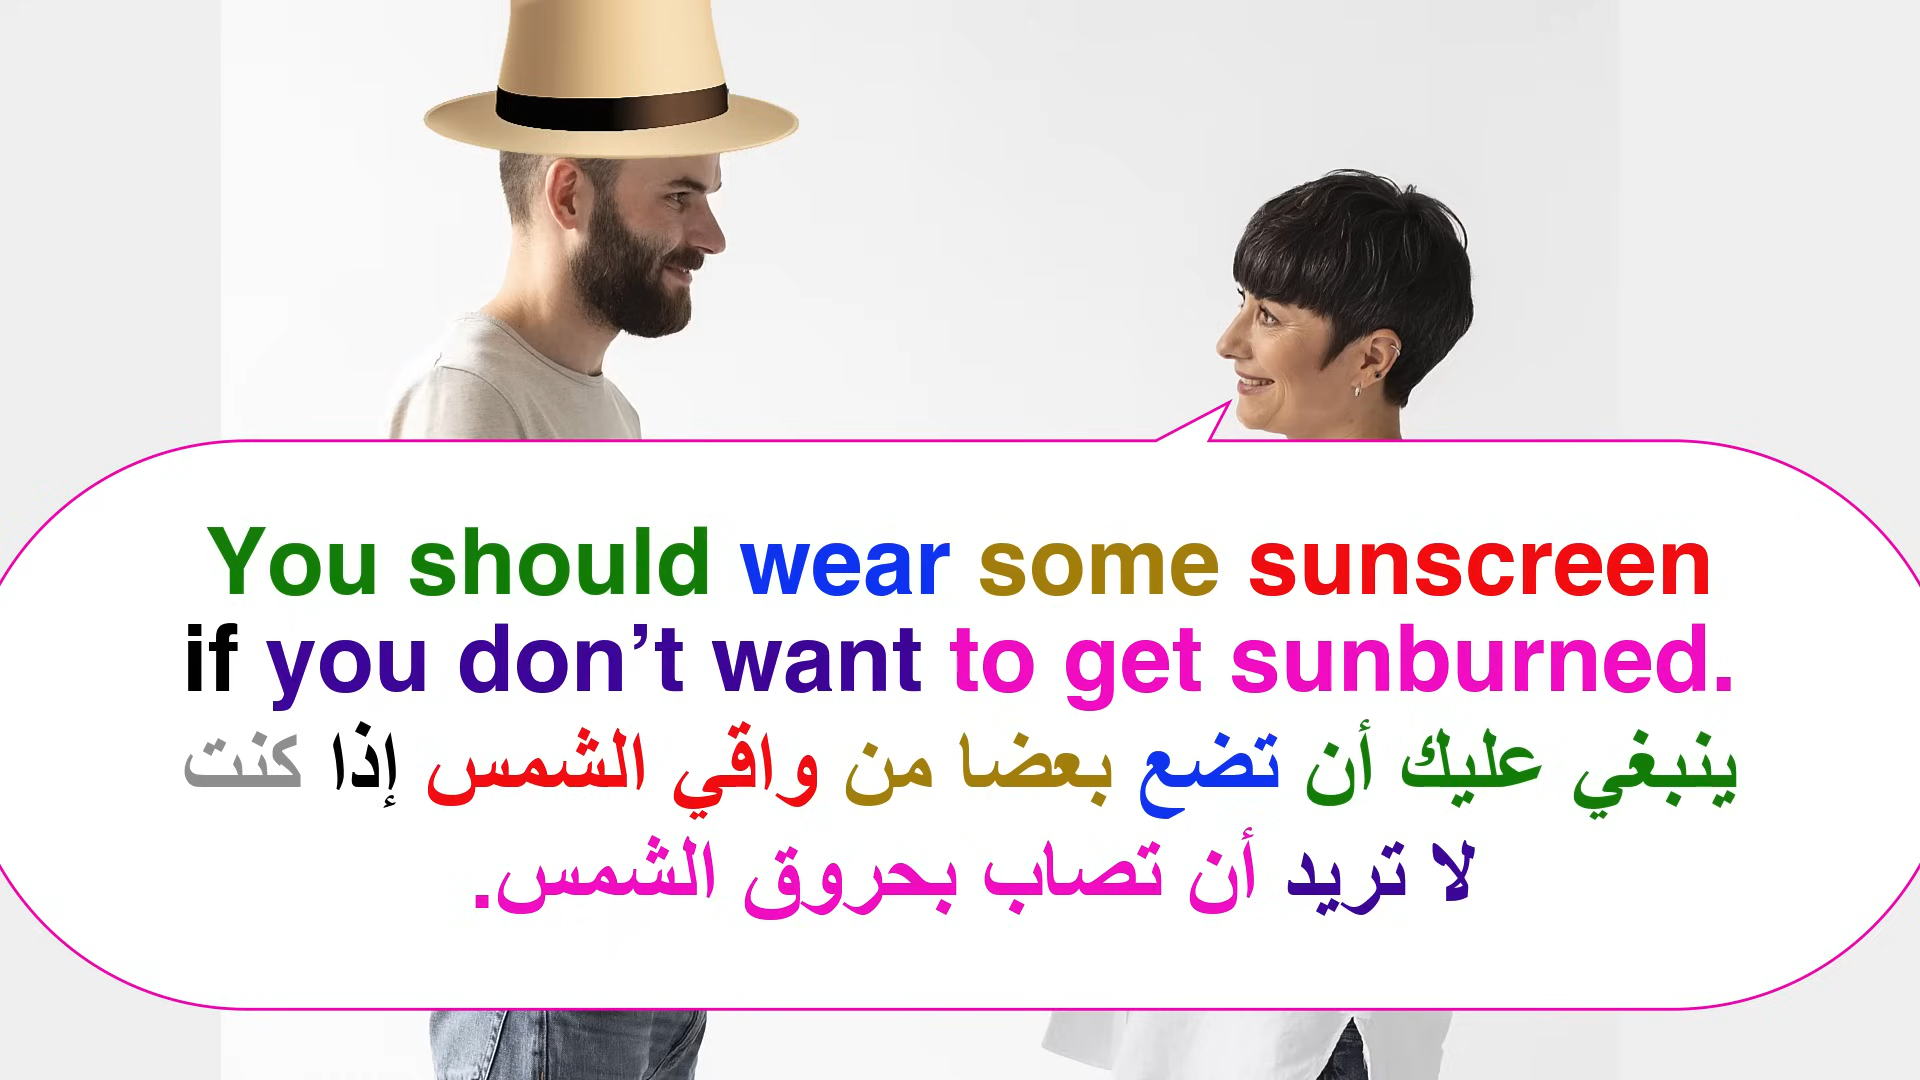 You should wear some sunscreen
if you don’t want to get sunburned.
ينبغي عليك أن تضع بعضا من واقي الشمس إذا كنت
لا تريد أن تصاب بحروق الشمس.